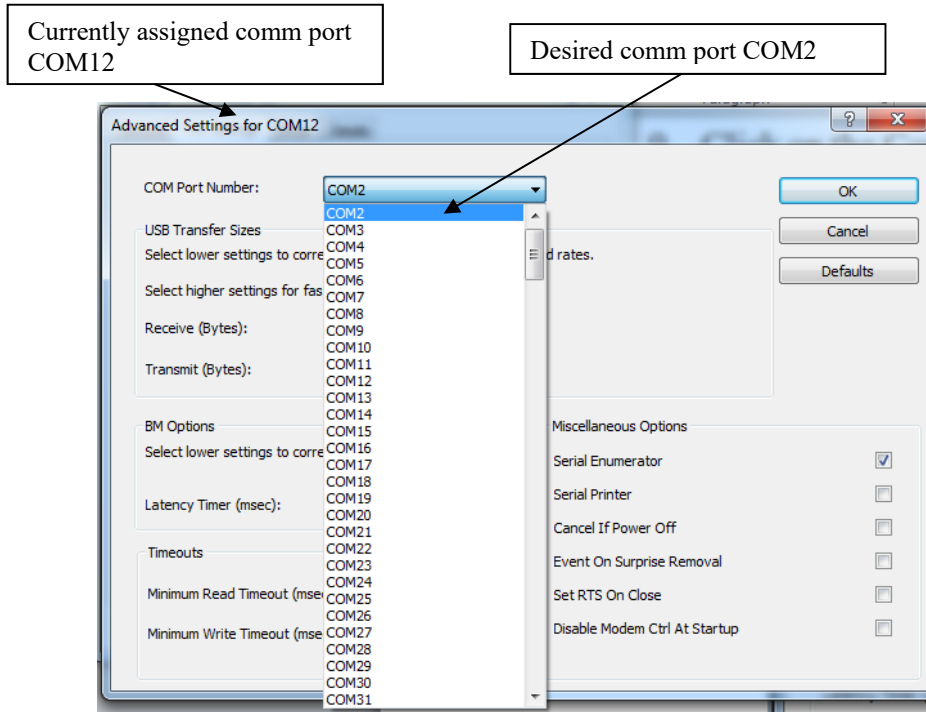 Currently assigned comm port
COM12
Desired comm port COM2
Advanced Settings for COM12
COM Port Number:
COM2
OK
Cancel
Defaults
COM2
COM3
COM4
COM5
COM6
COM7
COM8
COM9
COM10
COM11
COM12
COM13
COM14
COM15
COM16
COM17
COM18
COM19
COM20
COM21
COM22
COM23
COM24
COM25
COM26
COM27
COM28
COM29
COM30
COM31
USB Transfer Sizes
Select lower settings to corre d rates.
Select higher settings for fas
Receive (Bytes):
Transmit (Bytes):
BM Options
Select lower settings to corre
Latency Timer (msec):
Timeouts
Minimum Read Timeout (mse
Minimum Write Timeout (mse
Miscellaneous Options
Serial Enumerator
Serial Printer
Cancel If Power Off
Event On Surprise Removal
Set RTS On Close
Disable Modem Ctrl At Startup